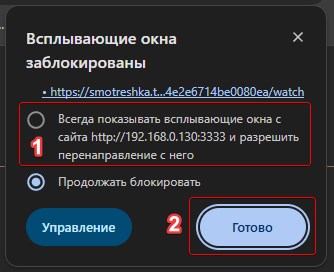 Всплывающие окна
заблокированы
• https://smotreshka.t...4e2e6714be0080ea/watch
Всегда показывать всплывающие окна с
сайта http://192.168.0.130:3333 и разрешить
перенаправление с него
1
Продолжать блокировать
2
Управление
Готово